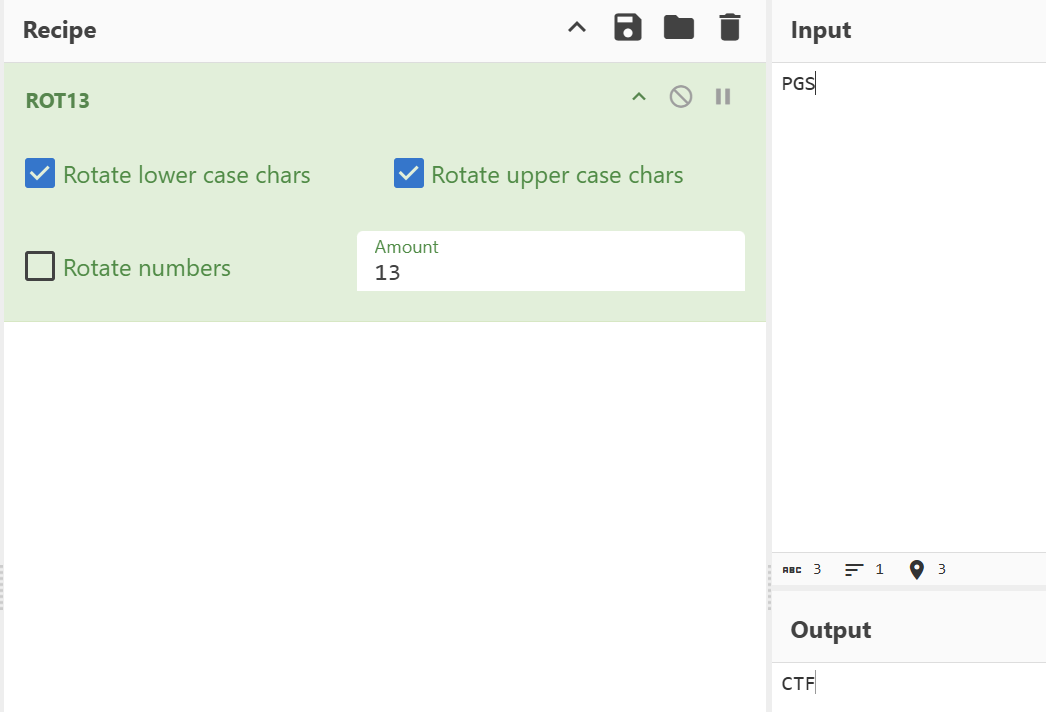 Recipe
ROT13
Rotate lower case chars
Rotate upper case chars
Rotate numbers
Amount
13
Input
PGS
ABC 3 1 3
Output
CTF